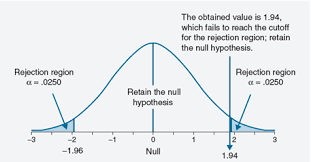 The obtained value is 1.94,
which fails to reach the cutoff
for the rejection region; retain
the null hypothesis.
Rejection region
α = .0250
Retain the null
hypothesis
Rejection region
α = .0250
-3 -2 -1 0 1 2 3
-1.96 Null 1.94